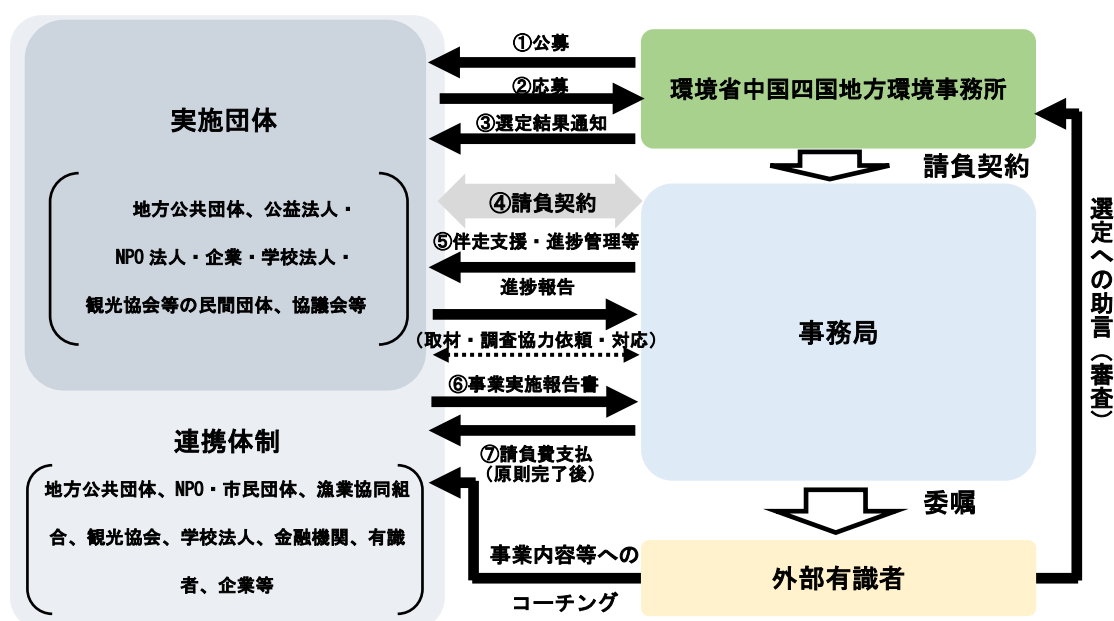 ①公募
②応募
③選定結果通知
環境省中国四国地方環境事務所
請負契約
実施団体
地方公共団体、公益法人・
NPO法人・企業・学校法人・
観光協会等の民間団体、協議会等
④請負契約
⑤伴走支援・進捗管理等
進捗報告
（取材・調査協力依頼・対応）
⑥事業実施報告書
⑦請負費支払
（原則完了後）
事務局
選定への助言（審査）
連携体制
地方公共団体、NPO・市民団体、漁業協同組
合、観光協会、学校法人、金融機関、有識
者、企業等
委嘱
事業内容等への
コーチング
外部有識者